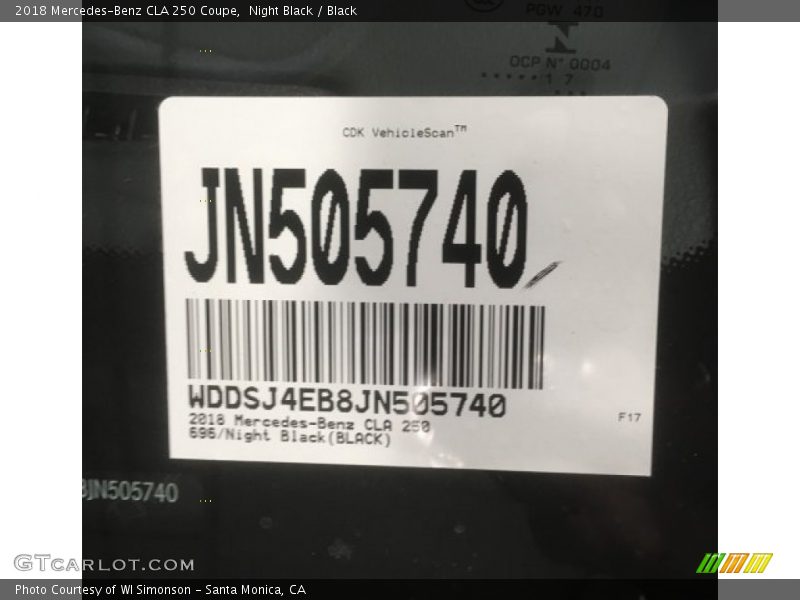 2018 Mercedes-Benz CLA 250 Coupe,  Night Black / Black
PGW 470
N
OCP N° 0004
.....1 7
CDK VehicleScan™
JN505740
WDDSJ4EB8JN505740
2018 Mercedes-Benz CLA 250
696/Night Black(BLACK)
F17
8JN505740
GTCARLOT.COM
Photo Courtesy of WI Simonson - Santa Monica, CA